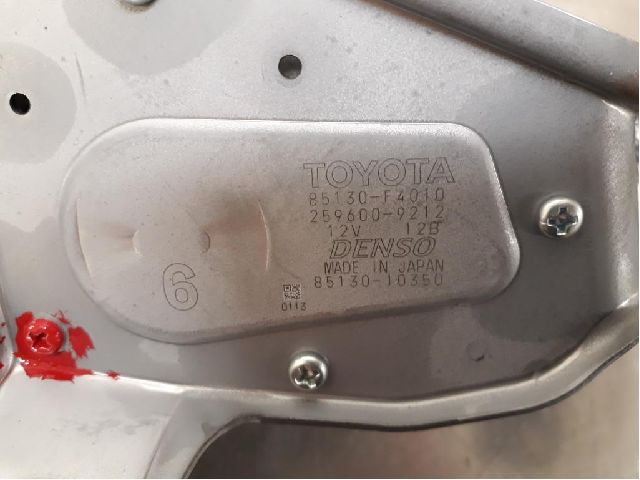 TOYOTA
85130-F4010
259600-9212
12V 12B
DENSO
MADE IN JAPAN
85130-10350
6
0113